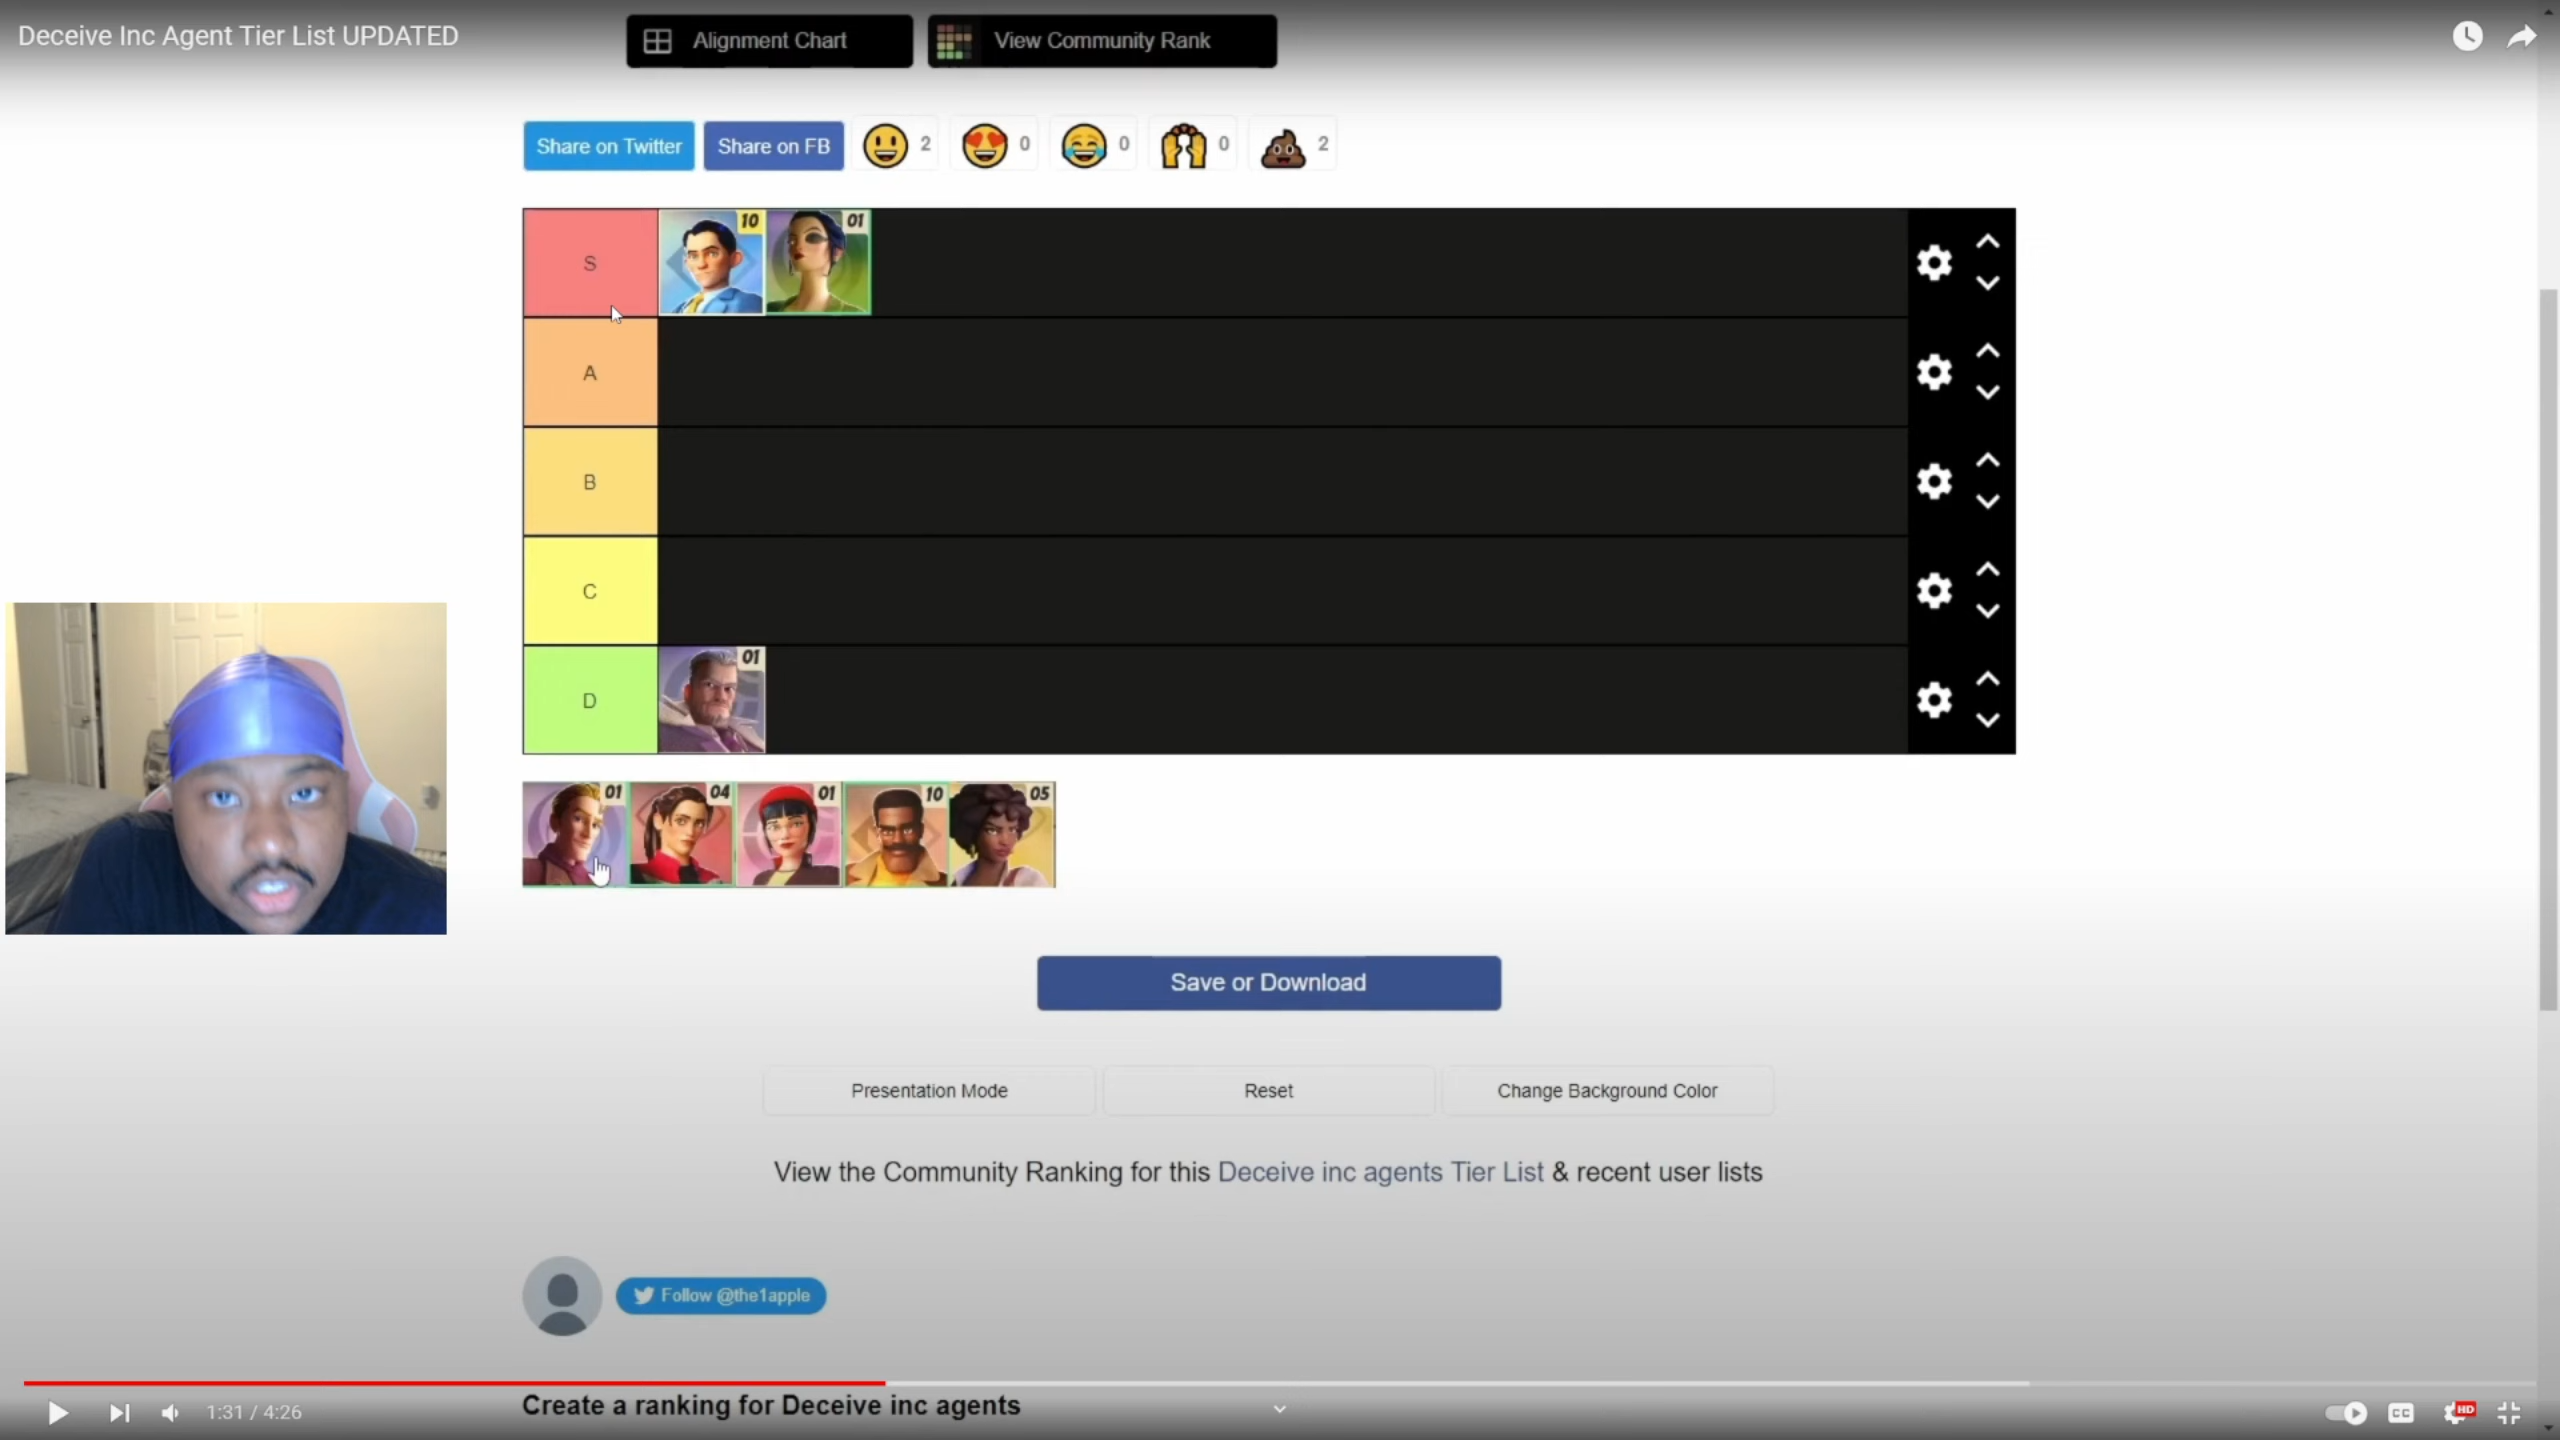 Deceive Inc Agent Tier List UPDATED
Alignment Chart
View Community Rank
Share on Twitter
Share on FB
2
0
0
0
2
S
10
01
A
B
C
D
01
01
04
01
10
05
Save or Download
Presentation Mode
Reset
Change Background Color
View the Community Ranking for this Deceive inc agents Tier List & recent user lists
Follow @the1apple
Create a ranking for Deceive inc agents
1:31 / 4:26
CC
HD